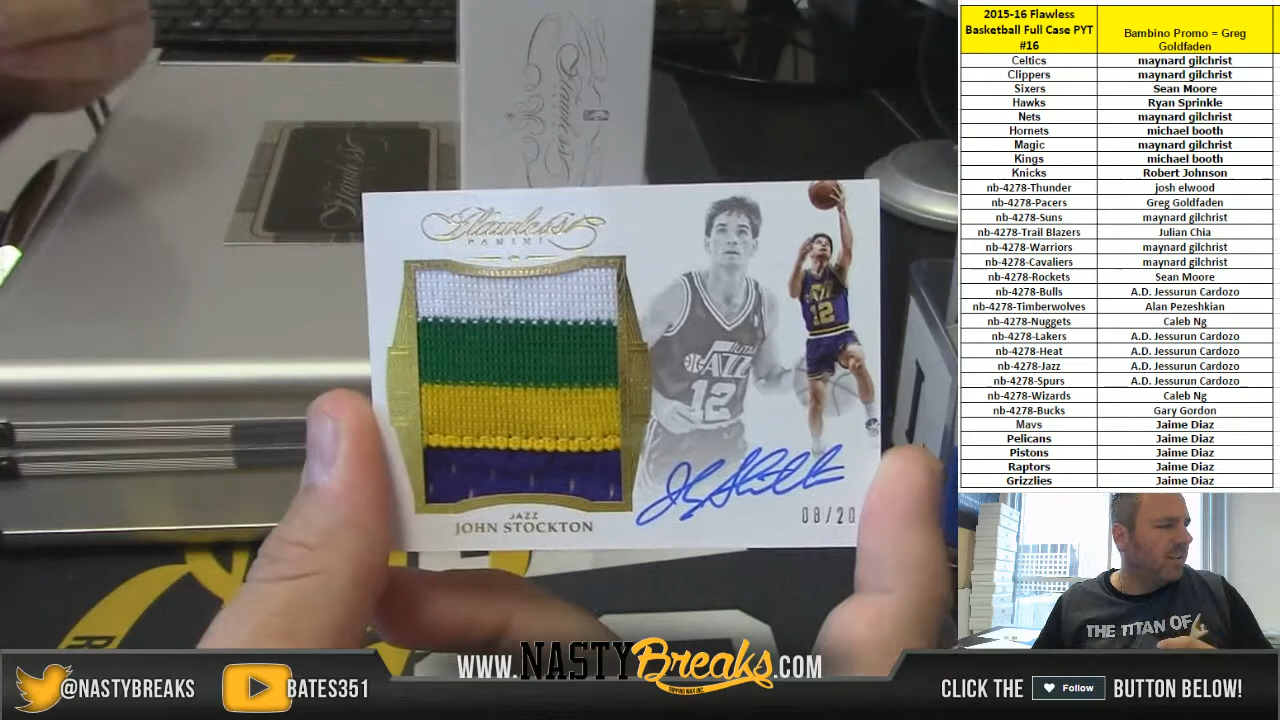 Flawless
Flawless
Flawless
PANINI
UTAH
JAZZ
12
JAZZ
12
JAZZ
JOHN STOCKTON
08/20
2015-16 Flawless
Basketball Full Case PYT
#16
Bambino Promo = Greg
Goldfaden
Celtics maynard gilchrist
Clippers maynard gilchrist
Sixers Sean Moore
Hawks Ryan Sprinkle
Nets maynard gilchrist
Hornets michael booth
Magic maynard gilchrist
Kings michael booth
Knicks Robert Johnson
nb-4278-Thunder josh elwood
nb-4278-Pacers Greg Goldfaden
nb-4278-Suns maynard gilchrist
nb-4278-Trail Blazers Julian Chia
nb-4278-Warriors maynard gilchrist
nb-4278-Cavaliers maynard gilchrist
nb-4278-Rockets Sean Moore
nb-4278-Bulls A.D. Jessurun Cardozo
nb-4278-Timberwolves Alan Pezeshkian
nb-4278-Nuggets Caleb Ng
nb-4278-Lakers A.D. Jessurun Cardozo
nb-4278-Heat A.D. Jessurun Cardozo
nb-4278-Jazz A.D. Jessurun Cardozo
nb-4278-Spurs A.D. Jessurun Cardozo
nb-4278-Wizards Caleb Ng
nb-4278-Bucks Gary Gordon
Mavs Jaime Diaz
Pelicans Jaime Diaz
Pistons Jaime Diaz
Raptors Jaime Diaz
Grizzlies Jaime Diaz
THE TITAN OF
@NASTYBREAKS
BATES351
WWW.NASTYBreaks.COM
RIPPING WAX INC.
CLICK THE Follow BUTTON BELOW!